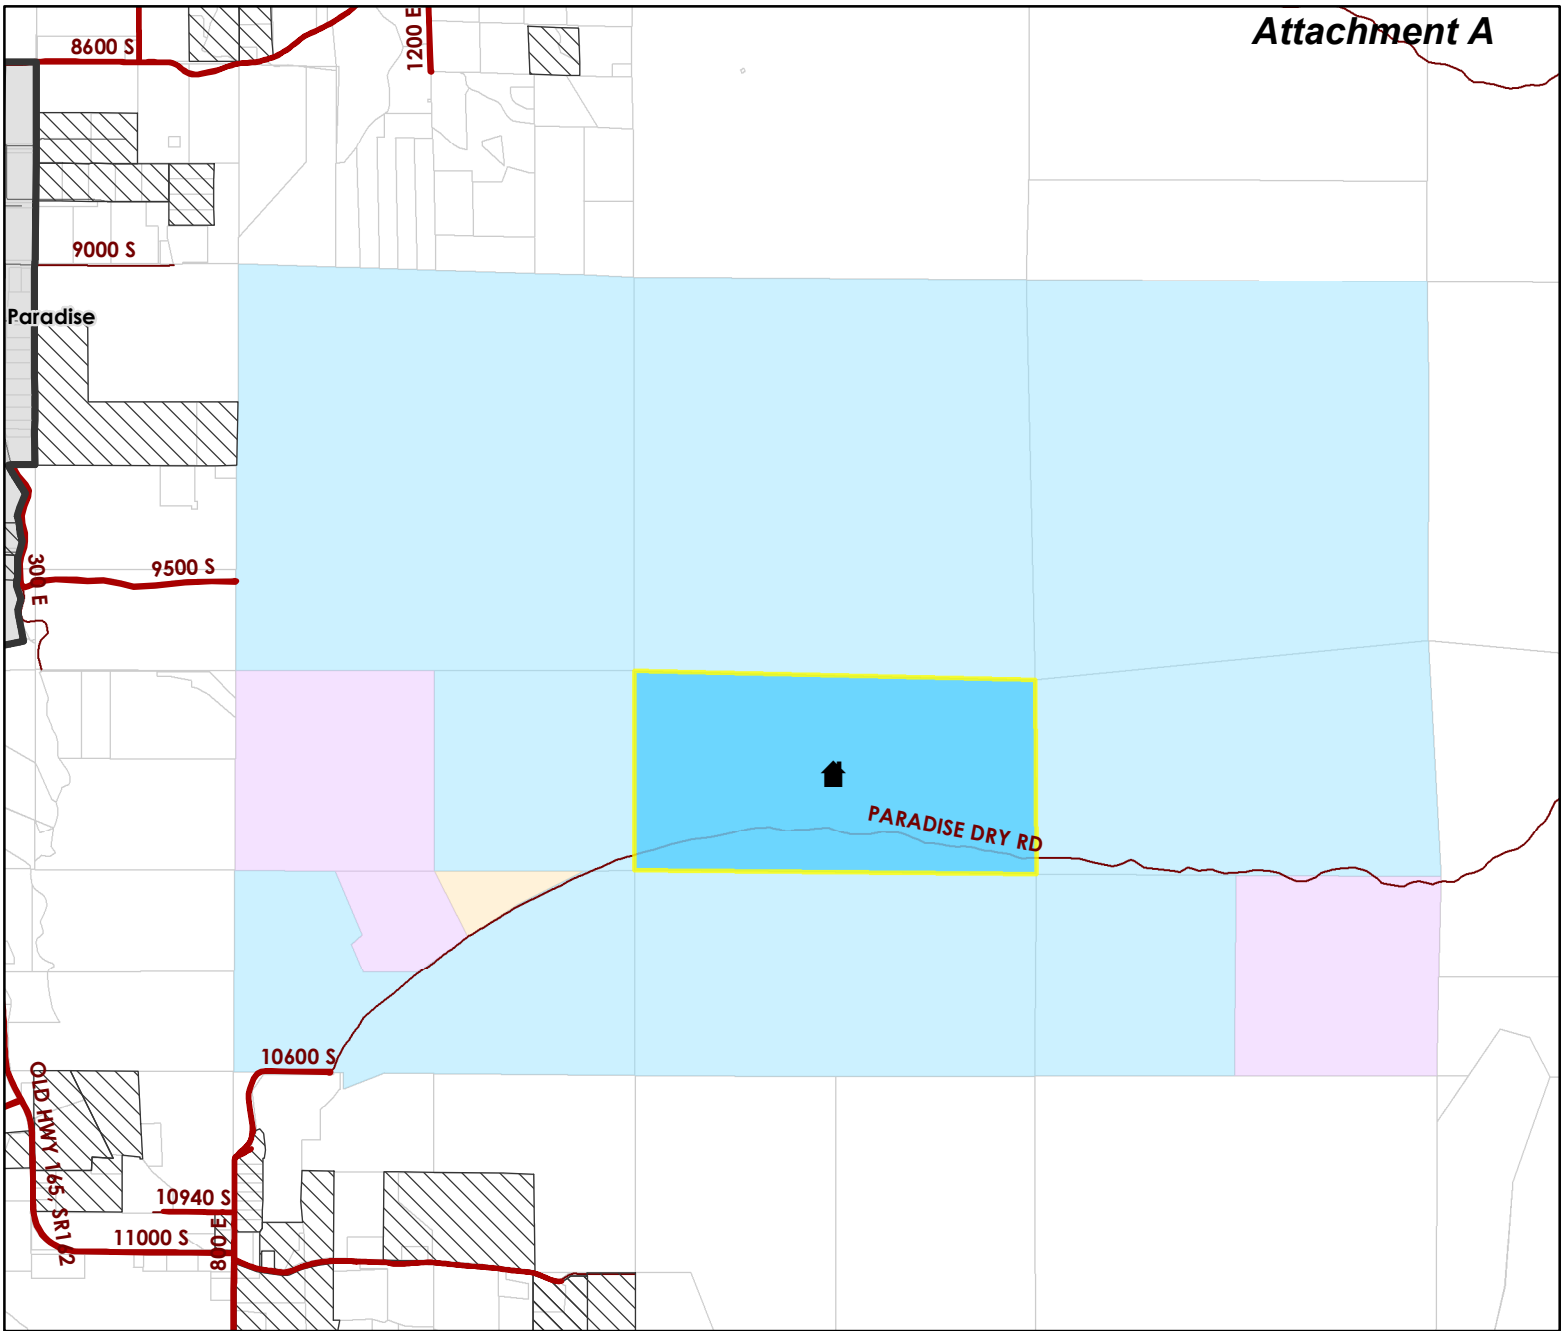 Attachment A
8600 S
1200 E
9000 S
Paradise
9500 S
300 E
PARADISE DRY RD
10600 S
OLD HWY 165, SR162
10940 S
11000 S
800 E